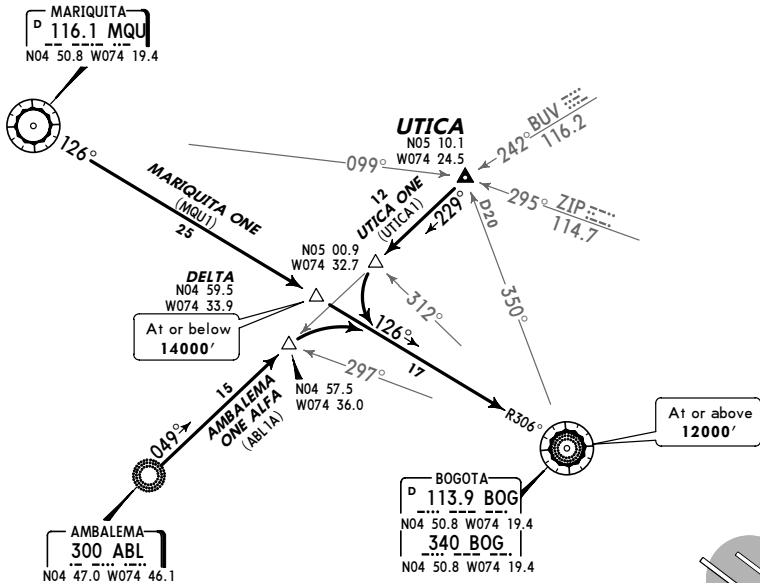 MARIQUITA
D 116.1 MQU
N04 50.8 W074 19.4
126°
MARIQUITA ONE
(MQU1)
25
UTICA
N05 10.1
W074 24.5
099°
242° BUV
116.2
295° ZIP
114.7
D20
350°
12
UTICA ONE
(UTICA1)
229°
N05 00.9
W074 32.7
312°
DELTA
N04 59.5
W074 33.9
At or below
14000'
126°
17
R306°
297°
N04 57.5
W074 36.0
15
049°
AMBALEMA
ONE ALFA
(ABL1A)
At or above
12000'
AMBALEMA
300 ABL
N04 47.0 W074 46.1
BOGOTA
D 113.9 BOG
N04 50.8 W074 19.4
340 BOG
N04 50.8 W074 19.4